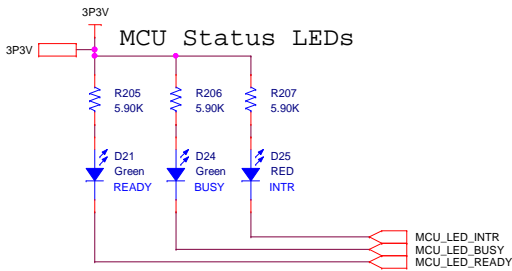 3P3V
MCU Status LEDs
3P3V
R205
5.90K
R206
5.90K
R207
5.90K
D21
Green
READY
D24
Green
BUSY
D25
RED
INTR
MCU_LED_INTR
MCU_LED_BUSY
MCU_LED_READY